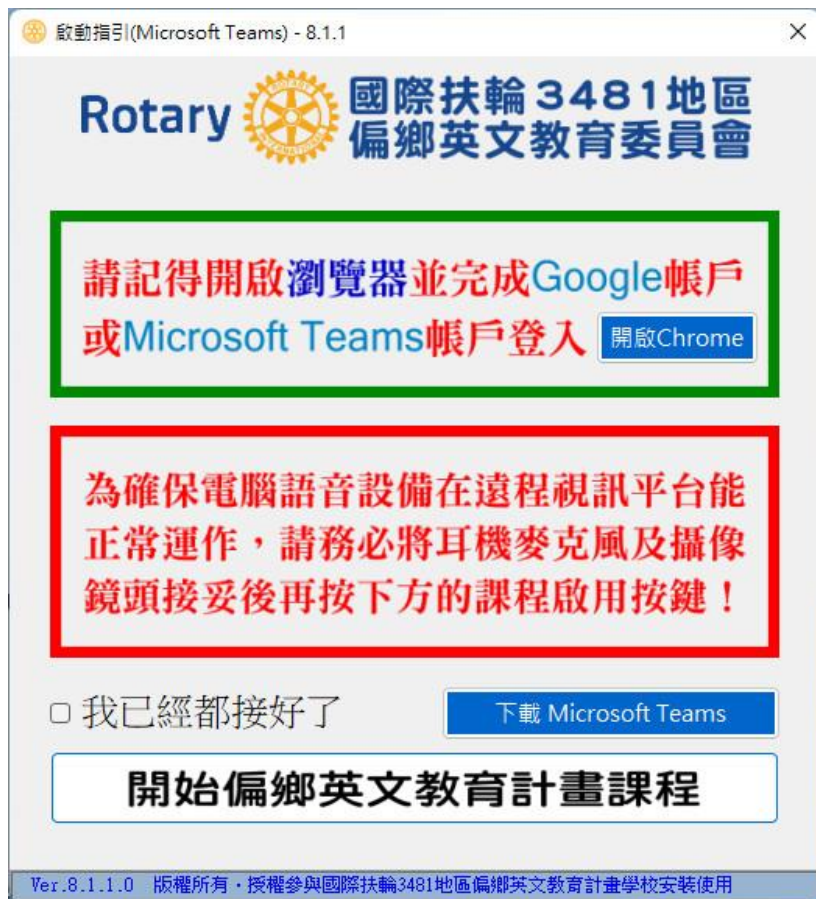 啟動指引(Microsoft Teams) - 8.1.1
Rotary
ROTARY
INTERNATIONAL
國際扶輪3481地區
偏鄉英文教育委員會
請記得開啟瀏覽器並完成Google帳戶
或Microsoft Teams帳戶登入 開啟Chrome
為確保電腦語音設備在遠程視訊平台能
正常運作，請務必將耳機麥克風及攝像
鏡頭接妥後再按下方的課程啟用按鍵！
我已經都接好了 下載 Microsoft Teams
開始偏鄉英文教育計畫課程
Ver.8.1.1.0 版權所有・授權參與國際扶輪3481地區偏鄉英文教育計畫學校安裝使用